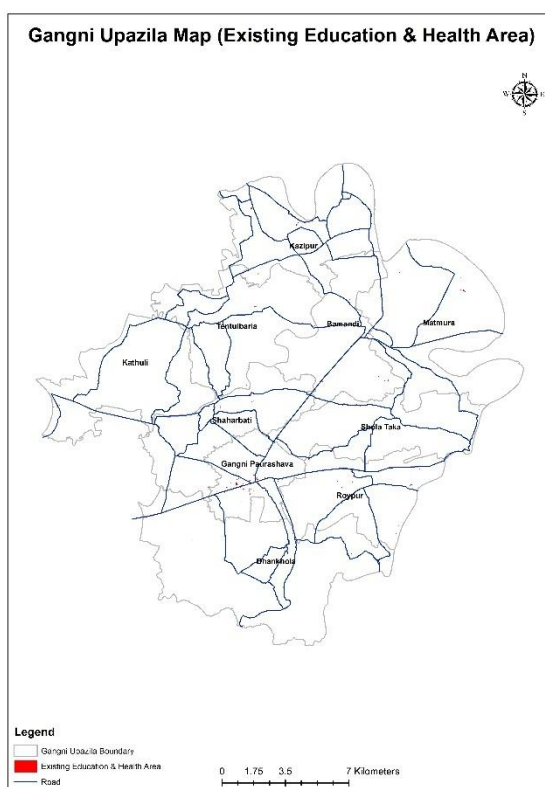 Gangni Upazila Map (Existing Education & Health Area)
N
W E
S
Kazipur
Tentulbaria
Bamandi
Matmura
Kathuli
Shaharbati
Shola Taka
Gangni Paurashava
Roypur
Dhankhola
Legend
Gangni Upazila Boundary
Existing Education & Health Area
Road
0 1.75 3.5 7 Kilometers